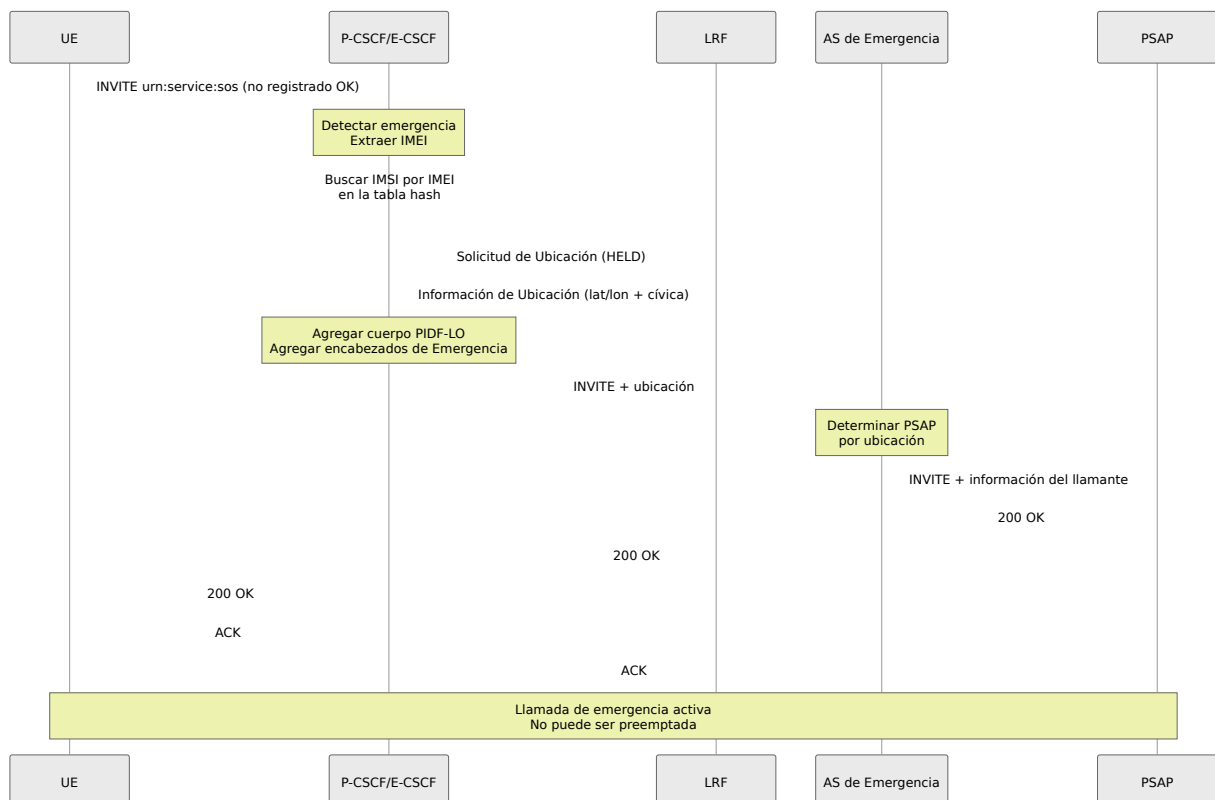 UE
P-CSCF/E-CSCF
LRF
AS de Emergencia
PSAP
INVITE urn:service:sos (no registrado OK)
Detectar emergencia
Extraer IMEI
Buscar IMSI por IMEI
en la tabla hash
Solicitud de Ubicación (HELD)
Información de Ubicación (lat/lon + cívica)
Agregar cuerpo PIDF-LO
Agregar encabezados de Emergencia
INVITE + ubicación
Determinar PSAP
por ubicación
INVITE + información del llamante
200 OK
200 OK
200 OK
ACK
ACK
Llamada de emergencia activa
No puede ser preemptada
UE
P-CSCF/E-CSCF
LRF
AS de Emergencia
PSAP